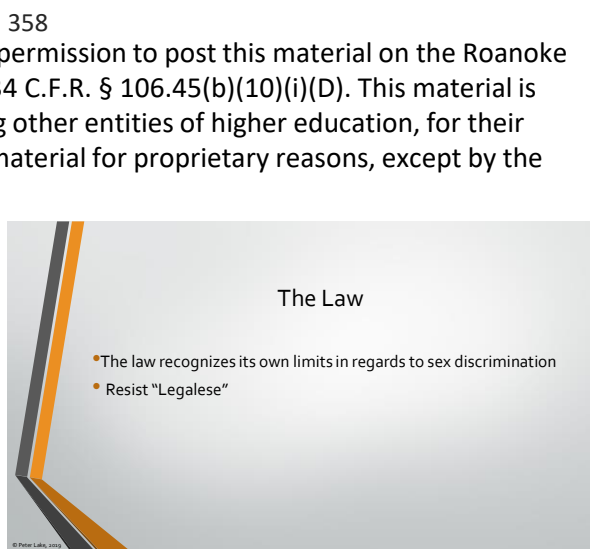 358
permission to post this material on the Roanoke
4 C.F.R. § 106.45(b)(10)(i)(D). This material is
other entities of higher education, for their
material for proprietary reasons, except by the
The Law
•The law recognizes its own limits in regards to sex discrimination
• Resist “Legalese”
© Peter Lake, 2019